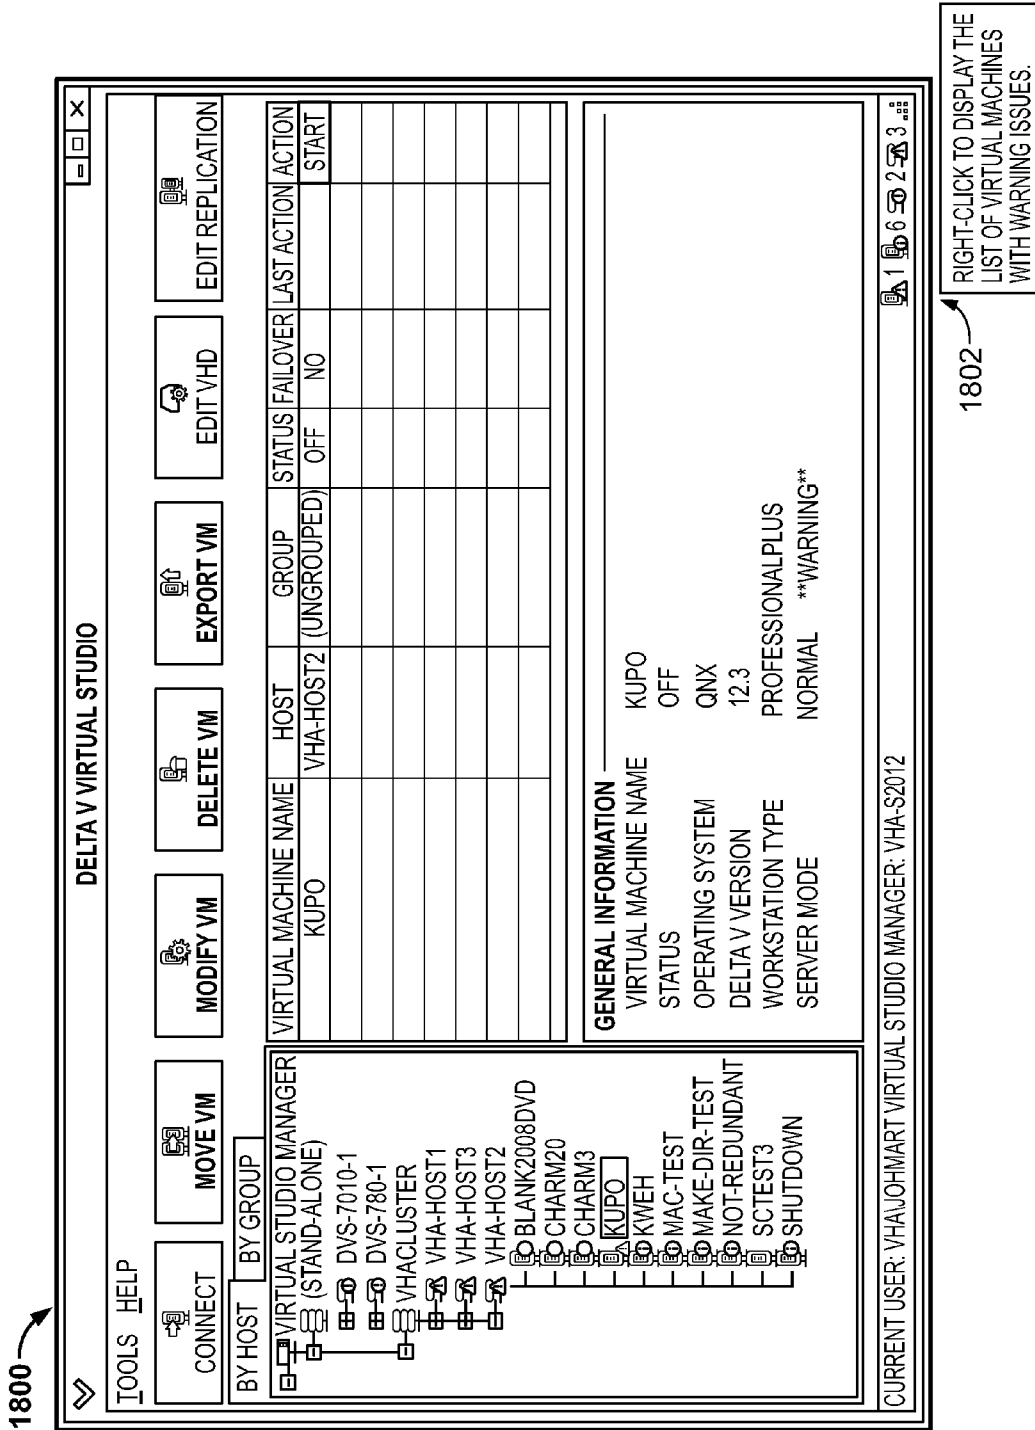 1800
DELTA V VIRTUAL STUDIO
TOOLS HELP
CONNECT
MOVE VM
MODIFY VM
DELETE VM
EXPORT VM
EDIT VHD
EDIT REPLICATION
BY HOST
BY GROUP
VIRTUAL STUDIO MANAGER
(STAND-ALONE)
DVS-7010-1
DVS-780-1
VHACLUSTER
VHA-HOST1
VHA-HOST3
VHA-HOST2
BLANK2008DVD
CHARM20
CHARM3
KUPO
KWEH
MAC-TEST
MAKE-DIR-TEST
NOT-REDUNDANT
SCTEST3
SHUTDOWN
VIRTUAL MACHINE NAME HOST GROUP STATUS FAILOVER LAST ACTION ACTION
KUPO VHA-HOST2 (UNGROUPED) OFF NO START
GENERAL INFORMATION
VIRTUAL MACHINE NAME KUPO
STATUS OFF
OPERATING SYSTEM QNX
DELTA V VERSION 12.3
WORKSTATION TYPE PROFESSIONALPLUS
SERVER MODE NORMAL **WARNING**
CURRENT USER: VHA\JOHMART VIRTUAL STUDIO MANAGER: VHA-S2012
1 6 2 3
1802
RIGHT-CLICK TO DISPLAY THE
LIST OF VIRTUAL MACHINES
WITH WARNING ISSUES.